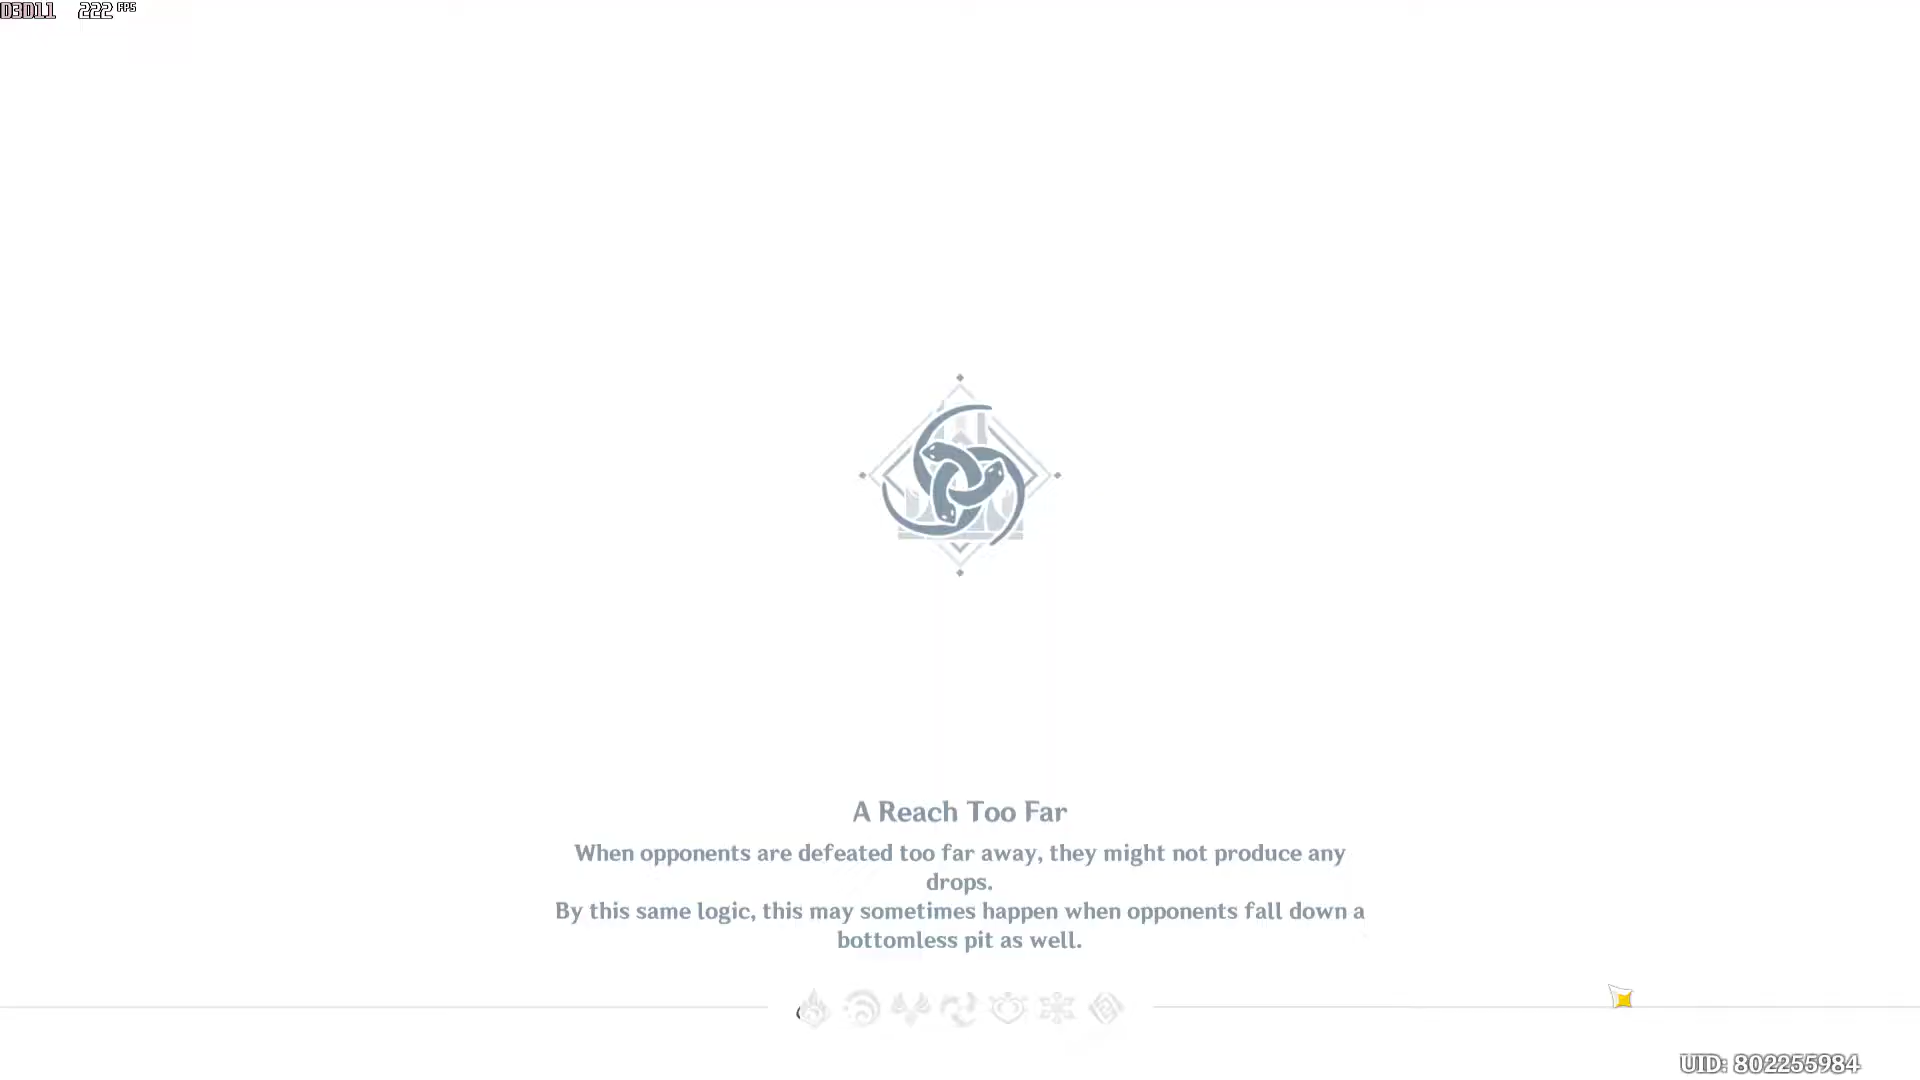 D3D11 222 FPS
A Reach Too Far
When opponents are defeated too far away, they might not produce any
drops.
By this same logic, this may sometimes happen when opponents fall down a
bottomless pit as well.
UID: 802255984